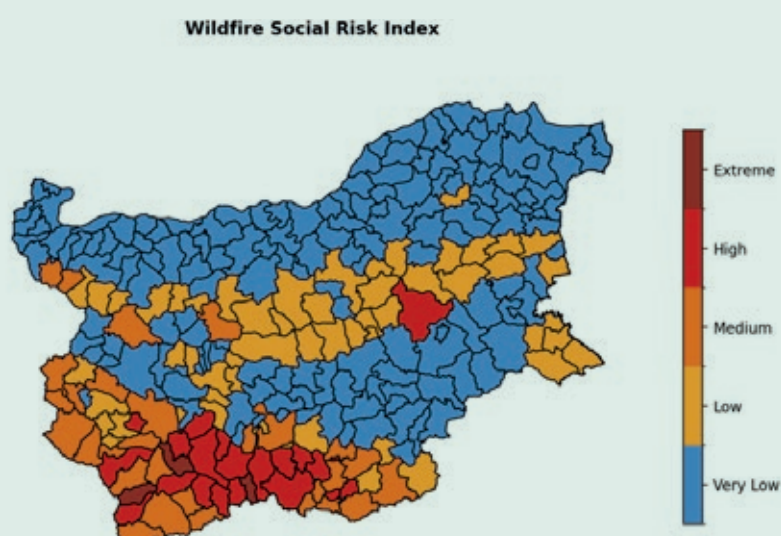 Wildfire Social Risk Index
Extreme
High
Medium
Low
Very Low